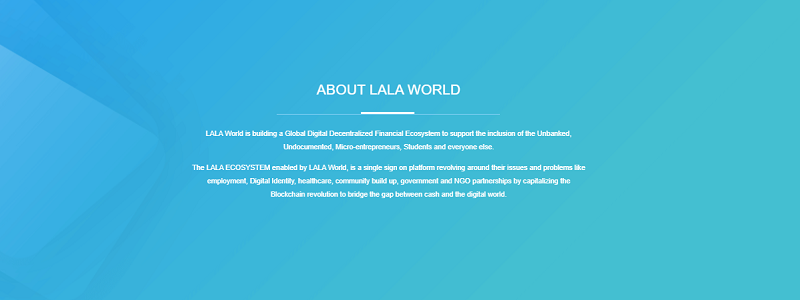 ABOUT LALA WORLD
LALA World is building a Global Digital Decentralized Financial Ecosystem to support the inclusion of the Unbanked,
Undocumented, Micro-entrepreneurs, Students and everyone else.
The LALA ECOSYSTEM enabled by LALA World, is a single sign on platform revolving around their issues and problems like
employment, Digital Identity, healthcare, community build up, government and NGO partnerships by capitalizing the
Blockchain revolution to bridge the gap between cash and the digital world.